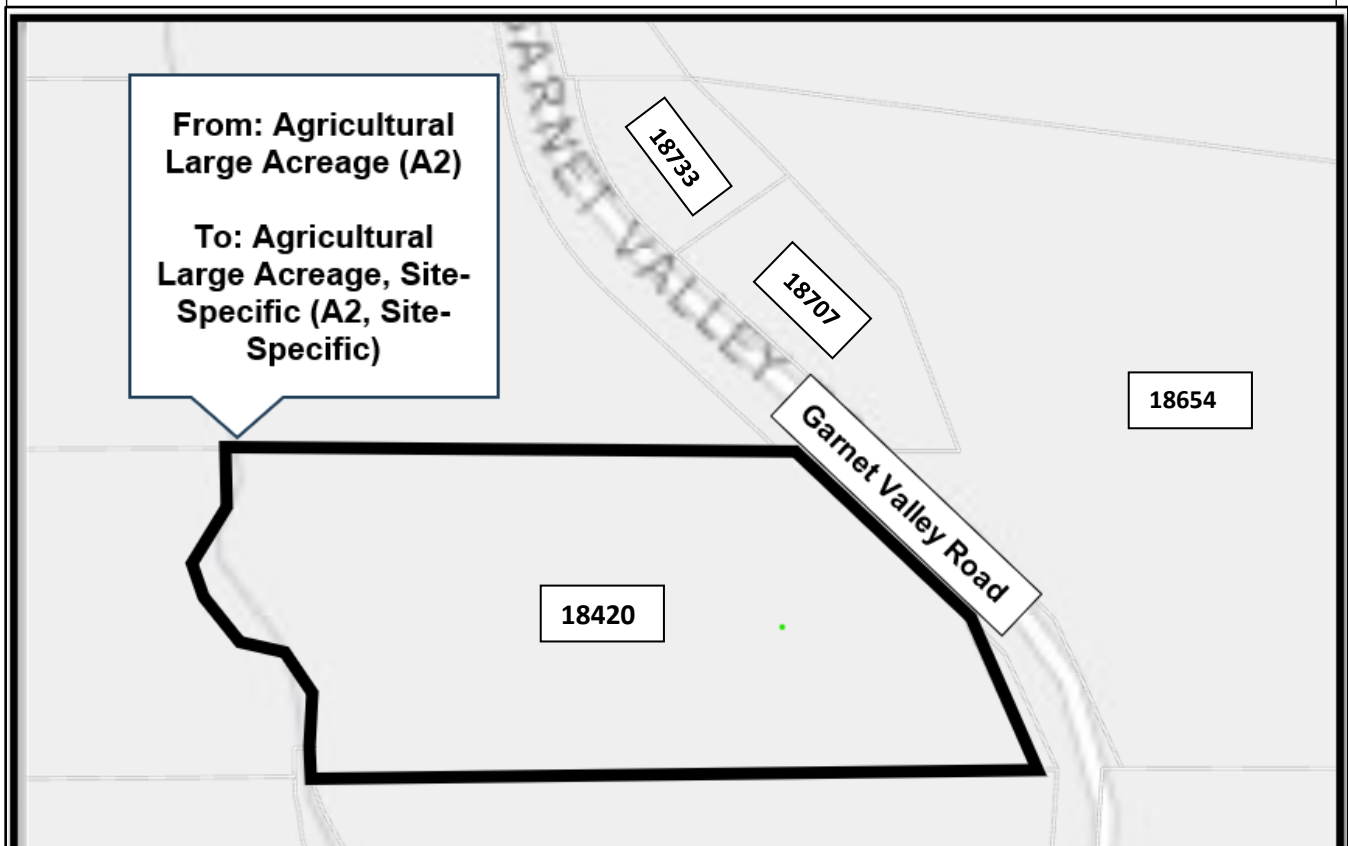 From: Agricultural
Large Acreage (A2)
To: Agricultural
Large Acreage, Site-
Specific (A2, Site-
Specific)
18733
18707
18654
GARNET VALLEY
Garnet Valley Road
18420